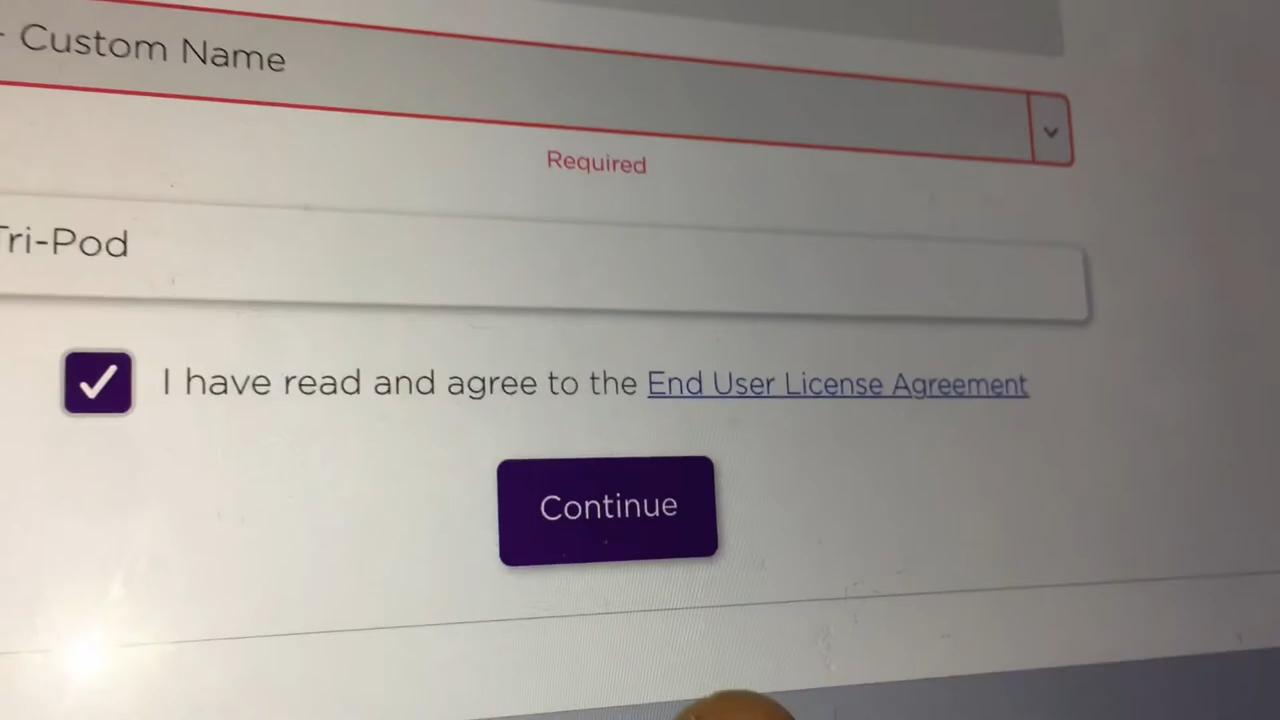 - Custom Name
Required
Tri-Pod
I have read and agree to the End User License Agreement
Continue